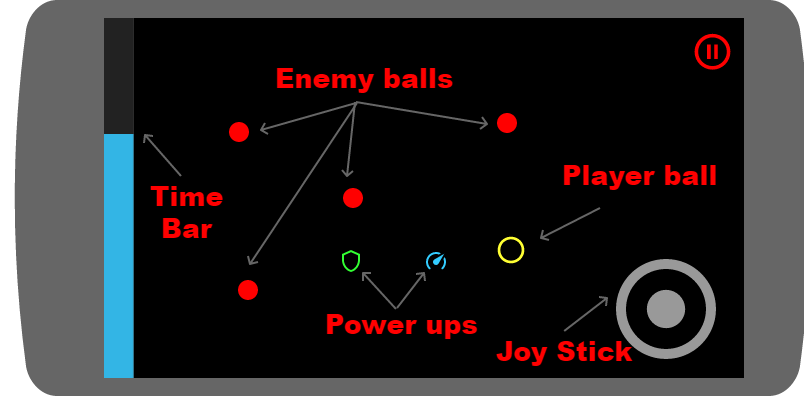 Enemy balls
Player ball
Time
Bar
Power ups
Joy Stick